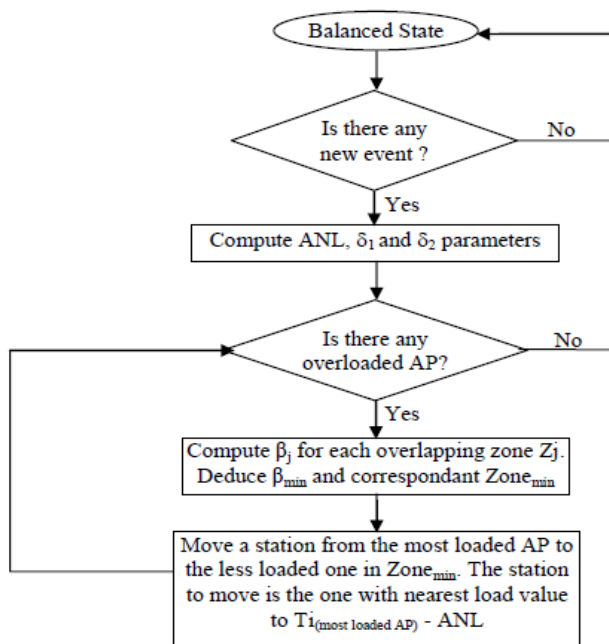 Balanced State
Is there any
new event ?
No
Yes
Compute ANL, δ₁ and δ₂ parameters
Is there any
overloaded AP?
No
Yes
Compute βⱼ for each overlapping zone Zj.
Deduce βmin and correspondant Zonemin
Move a station from the most loaded AP to
the less loaded one in Zonemin. The station
to move is the one with nearest load value
to Ti(most loaded AP) - ANL